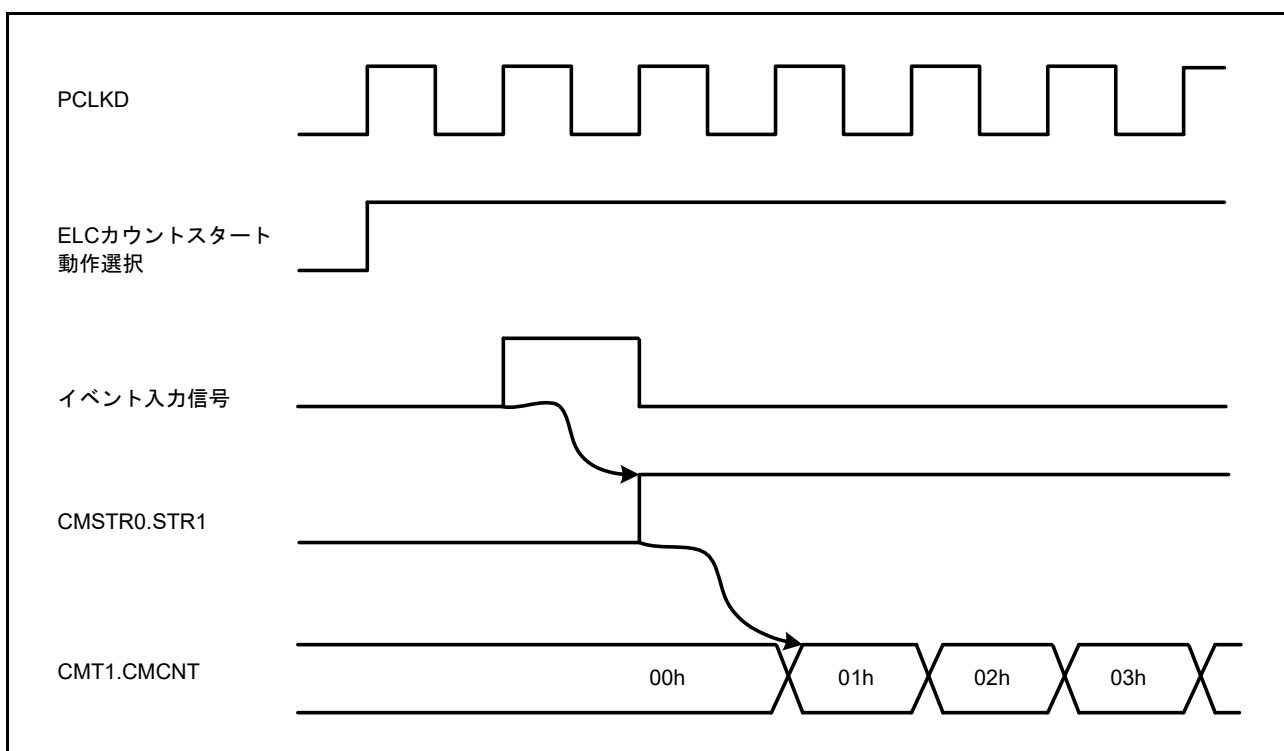 PCLKD
ELCカウントスタート
動作選択
イベント入力信号
CMSTR0.STR1
CMT1.CMCNT
00h
01h
02h
03h